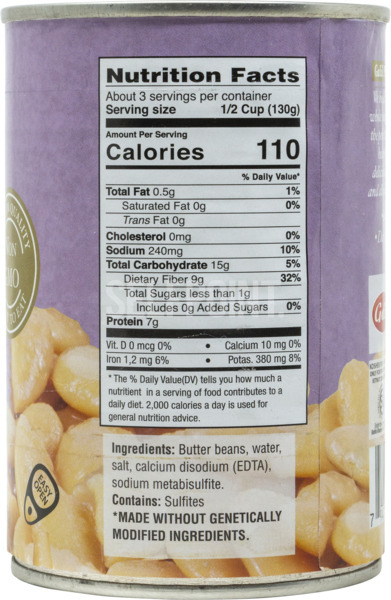 Nutrition Facts
About 3 servings per container
Serving size 1/2 Cup (130g)
Amount Per Serving
Calories 110
% Daily Value*
Total Fat 0.5g 1%
Saturated Fat 0g 0%
Trans Fat 0g
Cholesterol 0mg 0%
Sodium 240mg 10%
Total Carbohydrate 15g 5%
Dietary Fiber 9g 32%
Total Sugars less than 1g
Includes 0g Added Sugars 0%
Protein 7g
Vit. D 0 mcg 0% • Calcium 10 mg 0%
Iron 1,2 mg 6% • Potas. 380 mg 8%
* The % Daily Value(DV) tells you how much a
nutritient in a serving of food contributes to a
daily diet. 2,000 calories a day is used for
general nutrition advice.
Ingredients: Butter beans, water,
salt, calcium disodium (EDTA),
sodium metabisulfite.
Contains: Sulfites
*MADE WITHOUT GENETICALLY
MODIFIED INGREDIENTS.
EASY
OPEN